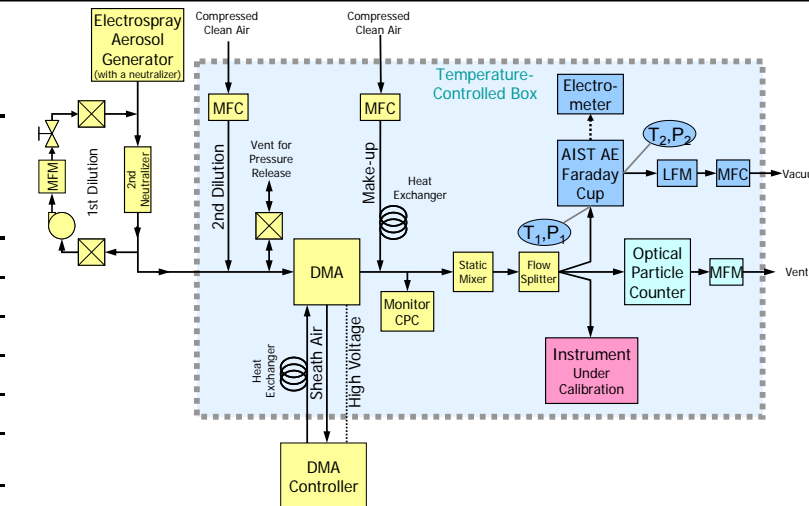 Electrospray
Aerosol
Generator
(with a neutralizer)
Compressed
Clean Air
Compressed
Clean Air
Temperature-
Controlled Box
MFC
MFC
Electro-
meter
T2,P2
1st Dilution
MFM
2nd
Neutralizer
2nd Dilution
Vent for
Pressure
Release
Make-up
Heat
Exchanger
AIST AE
Faraday
Cup
LFM
MFC
T1,P1
DMA
Static
Mixer
Flow
Splitter
Optical
Particle
Counter
MFM
Vent
Monitor
CPC
Heat
Exchanger
Sheath Air
High Voltage
Instrument
Under
Calibration
DMA
Controller